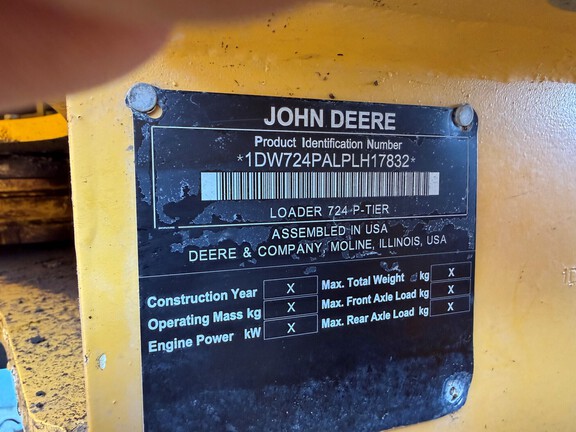 JOHN DEERE
Product Identification Number
*1DW724PALPLH17832*
LOADER 724 P-TIER
ASSEMBLED IN USA
DEERE & COMPANY, MOLINE, ILLINOIS, USA
Construction Year X Max. Total Weight kg X
Operating Mass kg X Max. Front Axle Load kg X
Engine Power kW X Max. Rear Axle Load kg X